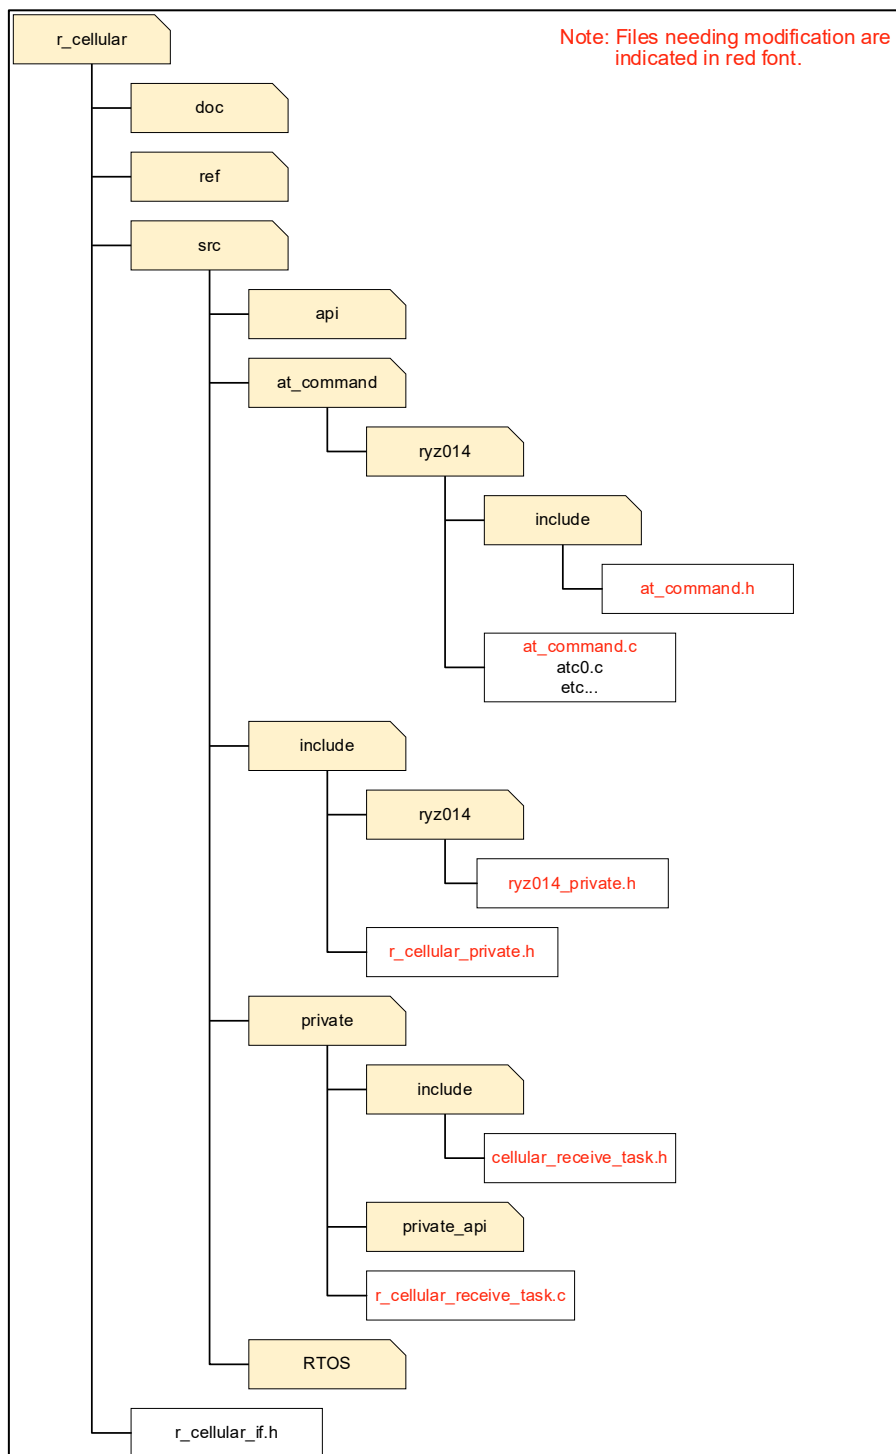 r_cellular
Note: Files needing modification are
indicated in red font.
doc
ref
src
api
at_command
ryz014
include
at_command.h
at_command.c
atc0.c
etc...
include
ryz014
ryz014_private.h
r_cellular_private.h
private
include
cellular_receive_task.h
private_api
r_cellular_receive_task.c
RTOS
r_cellular_if.h